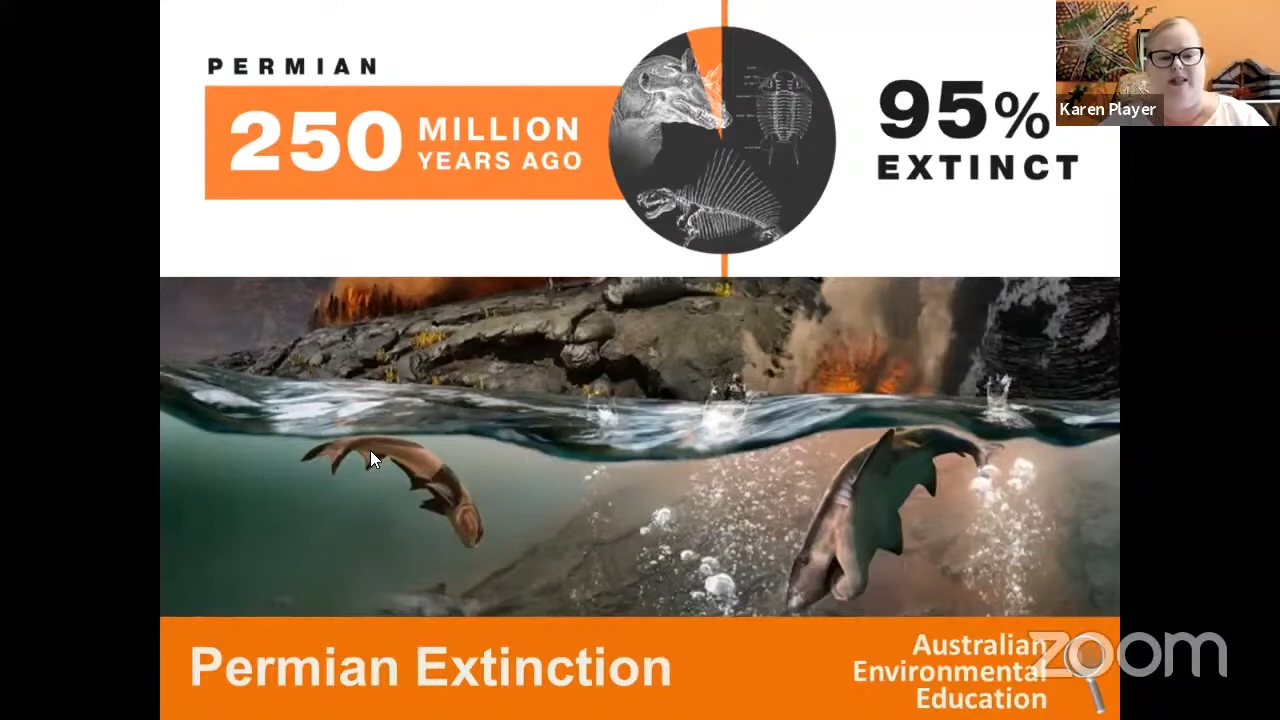 PERMIAN
250 MILLION
YEARS AGO
95%
EXTINCT
Karen Player
Permian Extinction
Australian
Environmental
Education
zoom